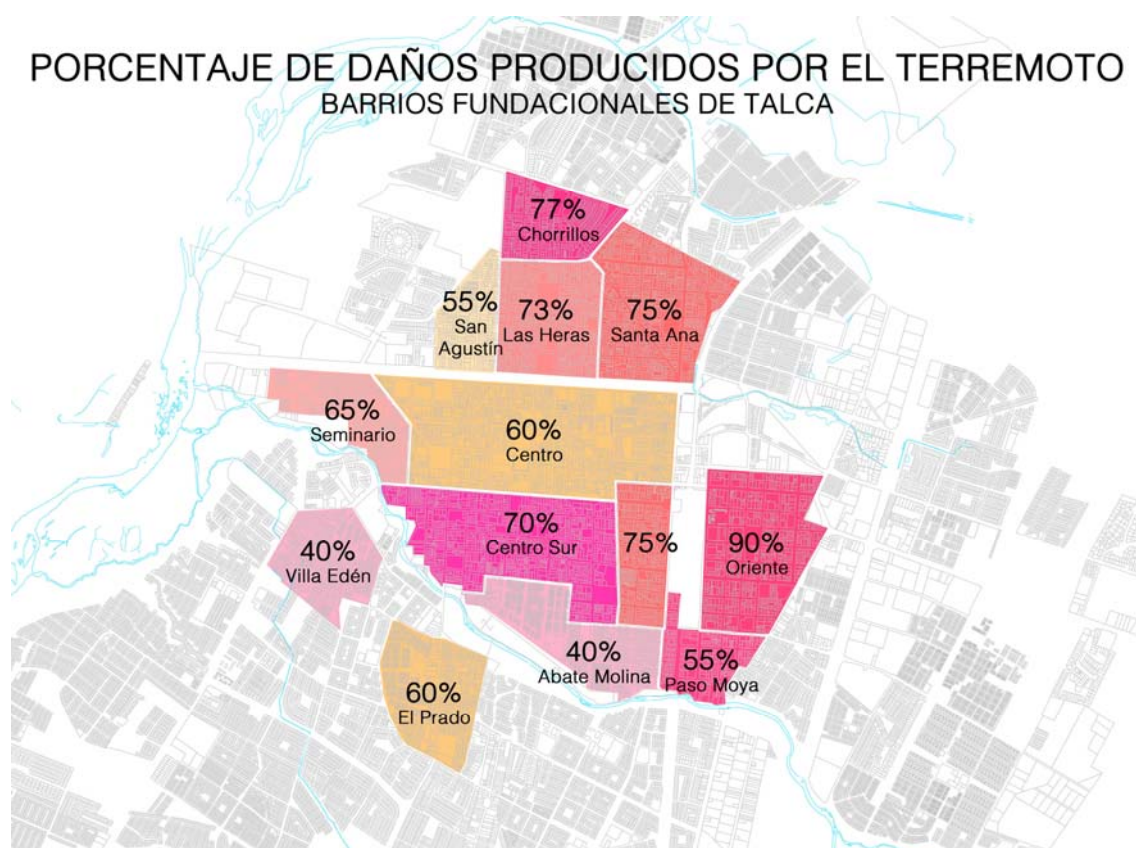 PORCENTAJE DE DAÑOS PRODUCIDOS POR EL TERREMOTO
BARRIOS FUNDACIONALES DE TALCA
77%
Chorrillos
55%
San
Agustín
73%
Las Heras
75%
Santa Ana
65%
Seminario
60%
Centro
70%
Centro Sur
75%
90%
Oriente
40%
Villa Edén
40%
Abate Molina
55%
Paso Moya
60%
El Prado